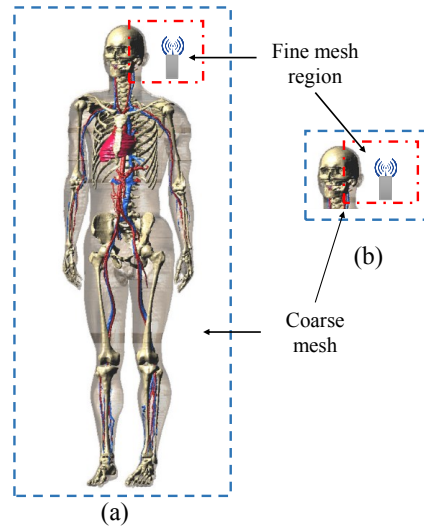 Fine mesh
region
(b)
Coarse
mesh
(a)